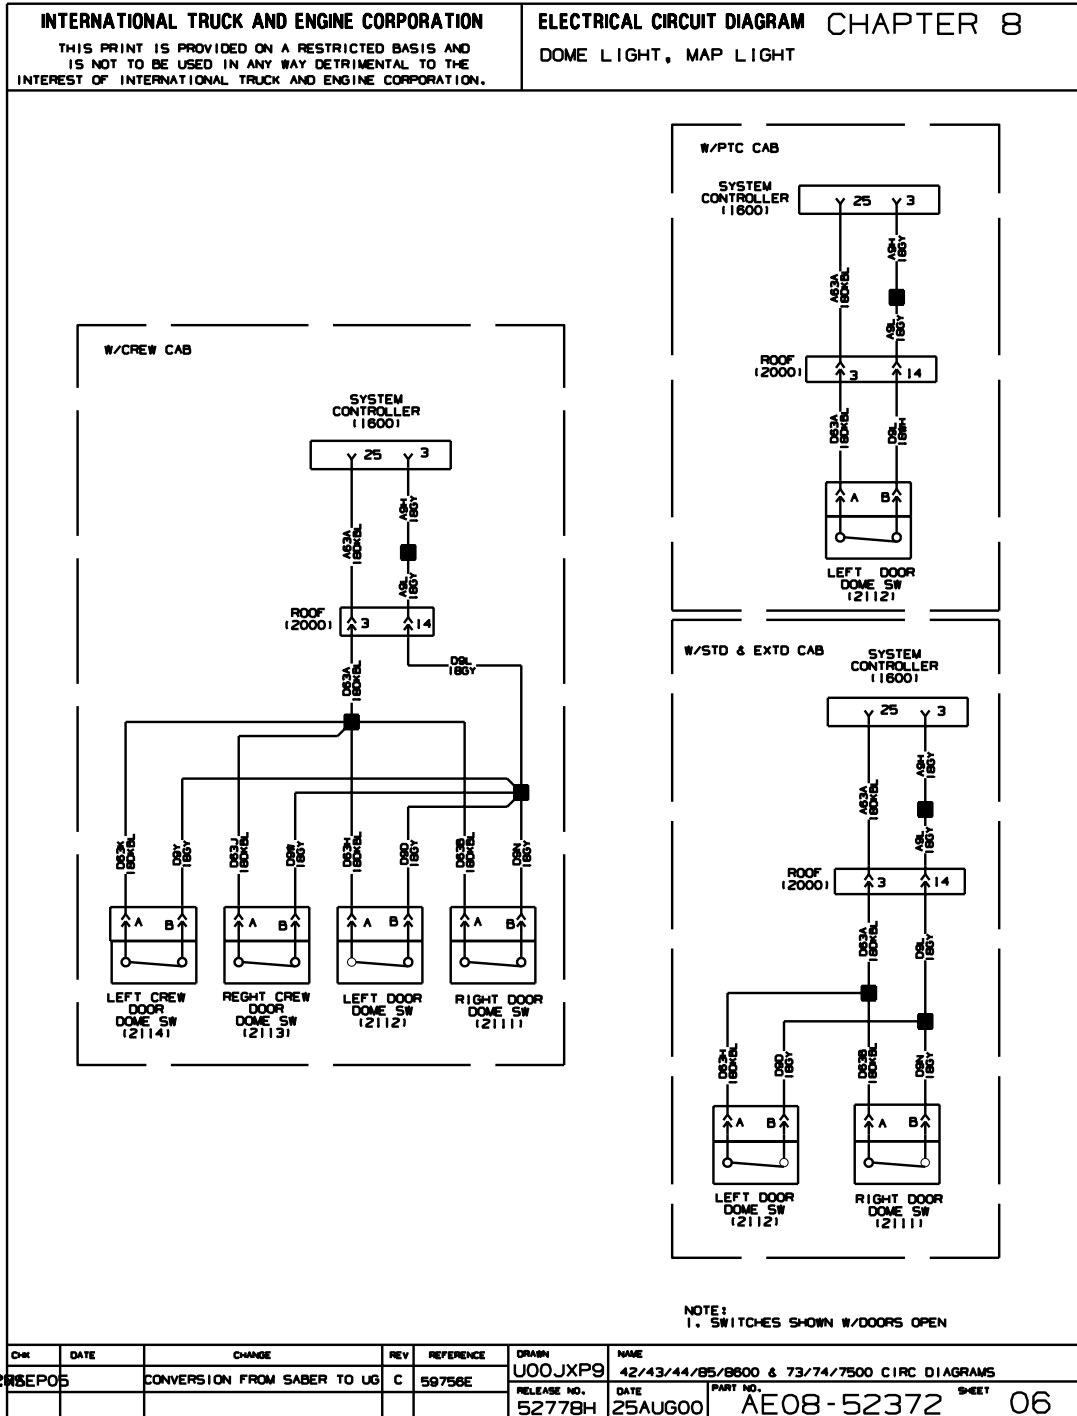 INTERNATIONAL TRUCK AND ENGINE CORPORATION
THIS PRINT IS PROVIDED ON A RESTRICTED BASIS AND
IS NOT TO BE USED IN ANY WAY DETRIMENTAL TO THE
INTEREST OF INTERNATIONAL TRUCK AND ENGINE CORPORATION.
ELECTRICAL CIRCUIT DIAGRAM CHAPTER 8
DOME LIGHT, MAP LIGHT
W/PTC CAB
SYSTEM
CONTROLLER
(1600)
25 3
A63A
18DKBL
A9H
18GY
A9L
18GY
ROOF
(2000)
3 14
D63A
18DKBL
D9L
18WH
A B
LEFT DOOR
DOME SW
(2112)
W/CREW CAB
SYSTEM
CONTROLLER
(1600)
25 3
A63A
18DKBL
A9H
18GY
A9L
18GY
ROOF
(2000)
3 14
D63A
18DKBL
D9L
18GY
D63K
18DKBL
D9Y
18GY
D63J
18DKBL
D9W
18GY
D63H
18DKBL
D9D
18GY
D63B
18DKBL
D9N
18GY
A B A B A B A B
LEFT CREW
DOOR
DOME SW
(2114)
REGHT CREW
DOOR
DOME SW
(2113)
LEFT DOOR
DOME SW
(2112)
RIGHT DOOR
DOME SW
(2111)
W/STD & EXTD CAB
SYSTEM
CONTROLLER
(1600)
25 3
A63A
18DKBL
A9H
18GY
A9L
18GY
ROOF
(2000)
3 14
D63A
18DKBL
D9L
18GY
D63H
18DKBL
D9D
18GY
D63B
18DKBL
D9N
18GY
A B A B
LEFT DOOR
DOME SW
(2112)
RIGHT DOOR
DOME SW
(2111)
NOTE:
1. SWITCHES SHOWN W/DOORS OPEN
CHK DATE CHANGE REV REFERENCE
CONVERSION FROM SABER TO UG C 59756E
DRAWN
U00JXP9
NAME
42/43/44/85/8600 & 73/74/7500 CIRC DIAGRAMS
RELEASE NO.
52778H
DATE
25AUG00
PART NO.
AE08-52372
SHEET
06